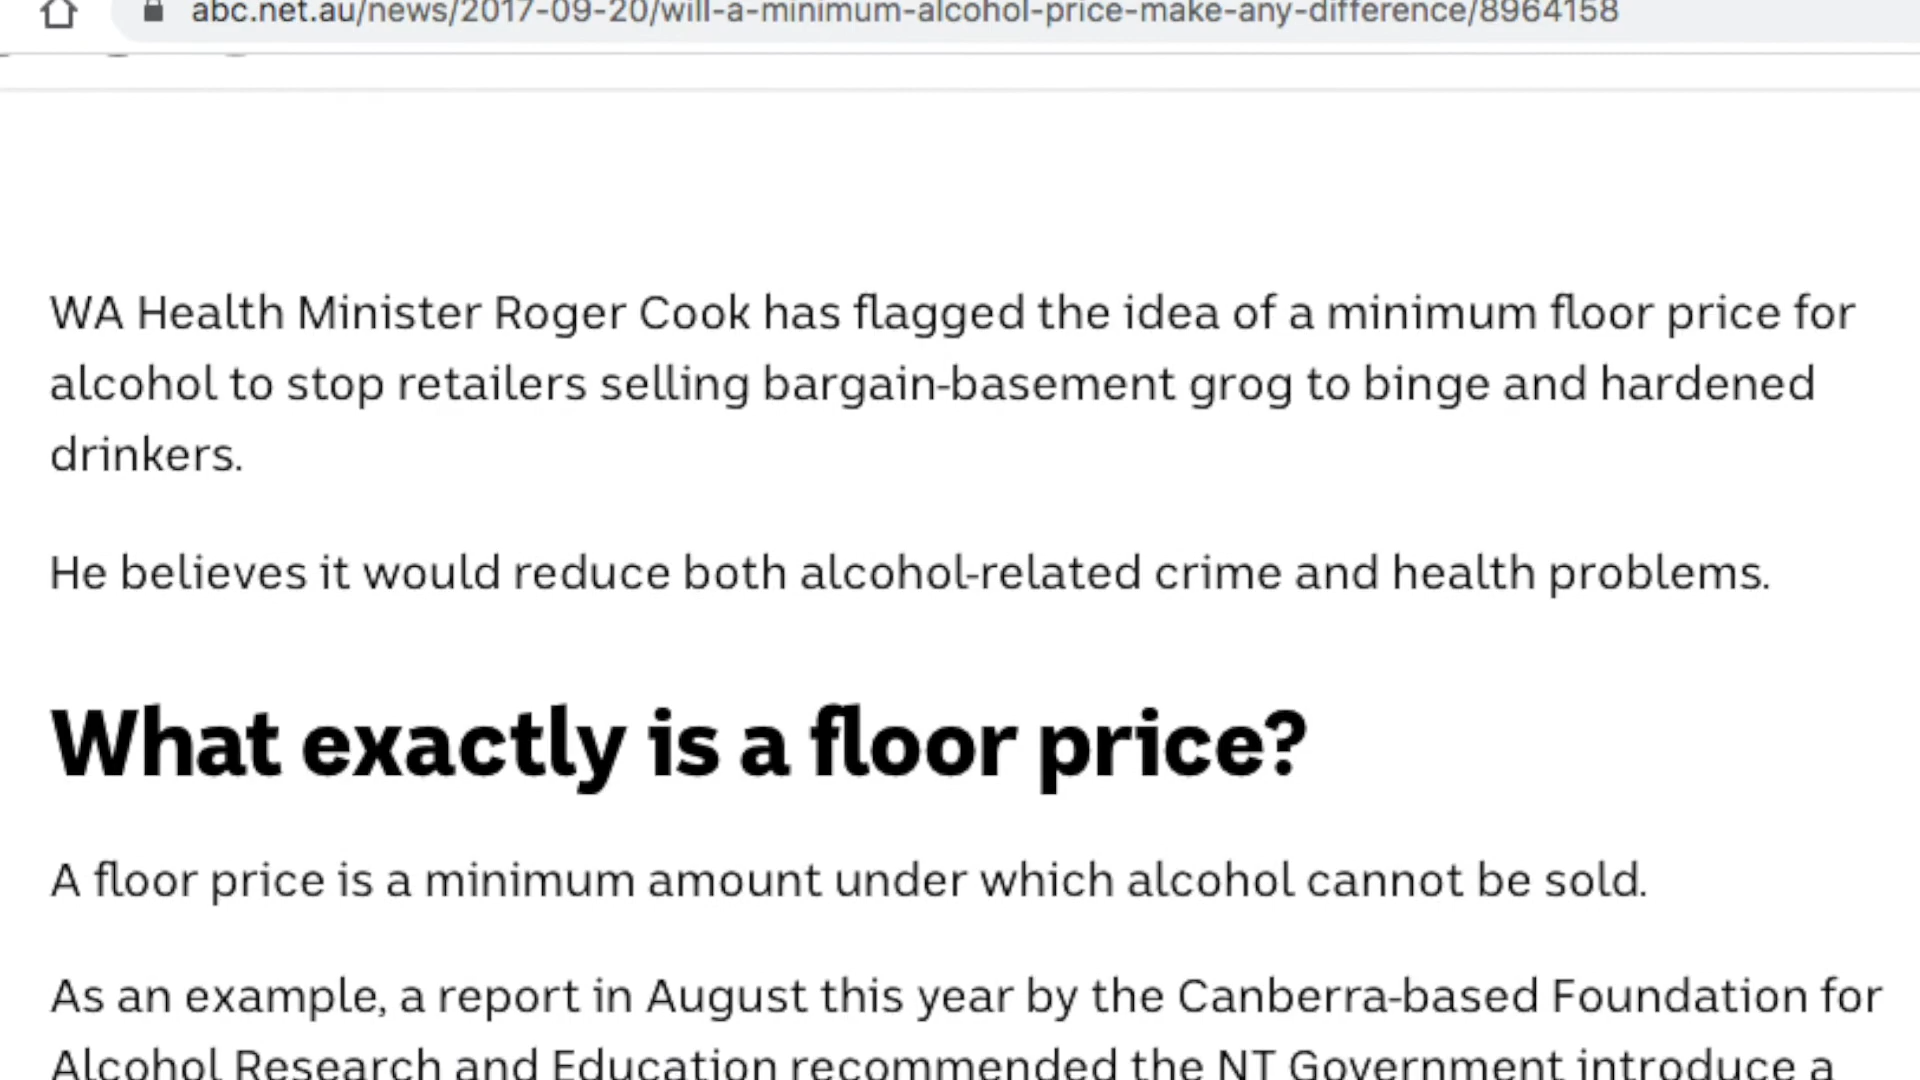 abc.net.au/news/2017-09-20/will-a-minimum-alcohol-price-make-any-difference/8964158
WA Health Minister Roger Cook has flagged the idea of a minimum floor price for
alcohol to stop retailers selling bargain-basement grog to binge and hardened
drinkers.
He believes it would reduce both alcohol-related crime and health problems.
What exactly is a floor price?
A floor price is a minimum amount under which alcohol cannot be sold.
As an example, a report in August this year by the Canberra-based Foundation for
Alcohol Research and Education recommended the NT Government introduce a